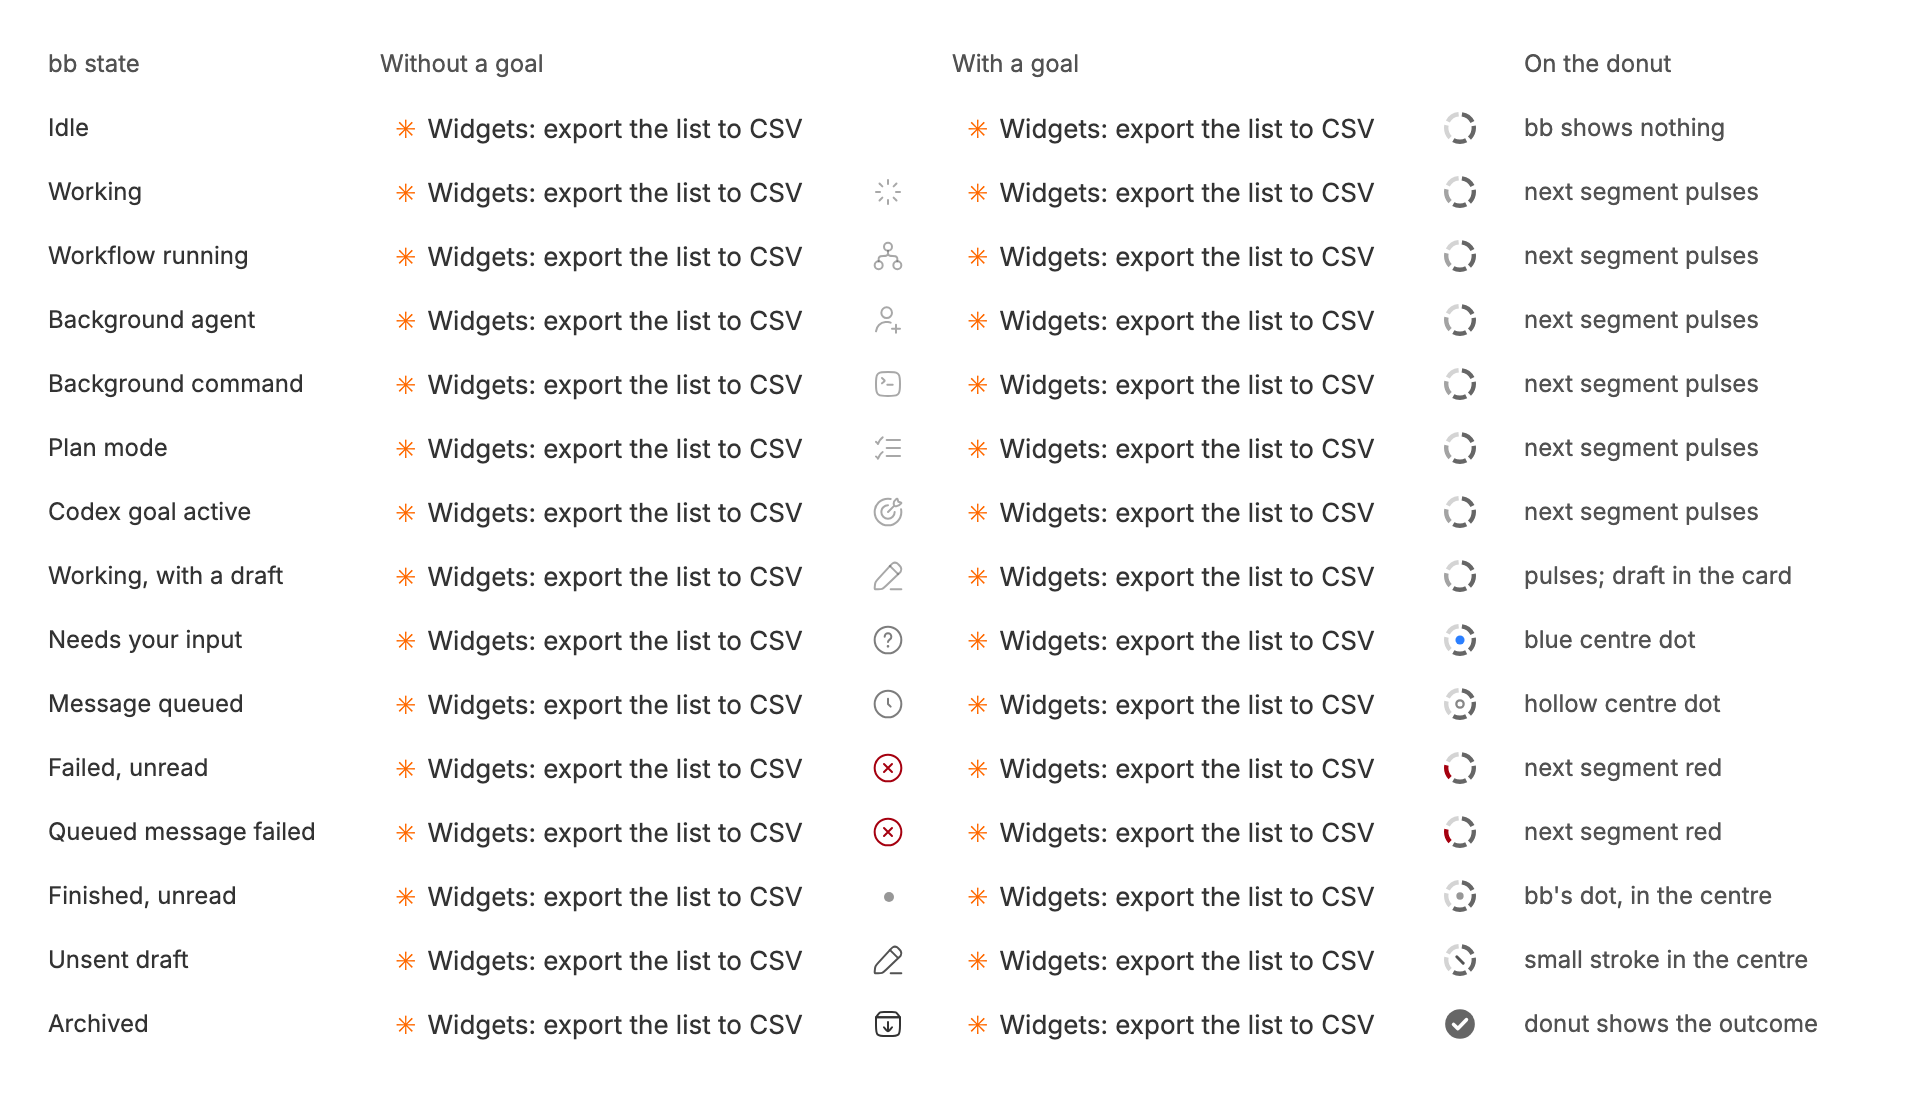 bb state Without a goal With a goal On the donut
Idle Widgets: export the list to CSV Widgets: export the list to CSV bb shows nothing
Working Widgets: export the list to CSV Widgets: export the list to CSV next segment pulses
Workflow running Widgets: export the list to CSV Widgets: export the list to CSV next segment pulses
Background agent Widgets: export the list to CSV Widgets: export the list to CSV next segment pulses
Background command Widgets: export the list to CSV Widgets: export the list to CSV next segment pulses
Plan mode Widgets: export the list to CSV Widgets: export the list to CSV next segment pulses
Codex goal active Widgets: export the list to CSV Widgets: export the list to CSV next segment pulses
Working, with a draft Widgets: export the list to CSV Widgets: export the list to CSV pulses; draft in the card
Needs your input Widgets: export the list to CSV Widgets: export the list to CSV blue centre dot
Message queued Widgets: export the list to CSV Widgets: export the list to CSV hollow centre dot
Failed, unread Widgets: export the list to CSV Widgets: export the list to CSV next segment red
Queued message failed Widgets: export the list to CSV Widgets: export the list to CSV next segment red
Finished, unread Widgets: export the list to CSV Widgets: export the list to CSV bb's dot, in the centre
Unsent draft Widgets: export the list to CSV Widgets: export the list to CSV small stroke in the centre
Archived Widgets: export the list to CSV Widgets: export the list to CSV donut shows the outcome